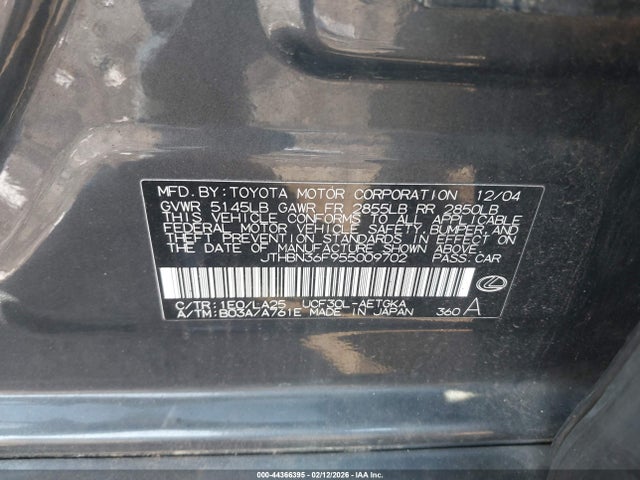 MFD.BY:TOYOTA MOTOR CORPORATION 12/04
GVWR 5145LB GAWR FR 2855LB RR 2850LB
THIS VEHICLE CONFORMS TO ALL APPLICABLE
FEDERAL MOTOR VEHICLE SAFETY, BUMPER, AND
THEFT PREVENTION STANDARDS IN EFFECT ON
THE DATE OF MANUFACTURE SHOWN ABOVE.
JTHBN36F955009702 PASS.CAR
C/TR:1E0/LA25 UCF30L-AETGKA
A/TM:B03A/A761E MADE IN JAPAN 360 A
000-44366395 - 02/12/2026 - IAA Inc.